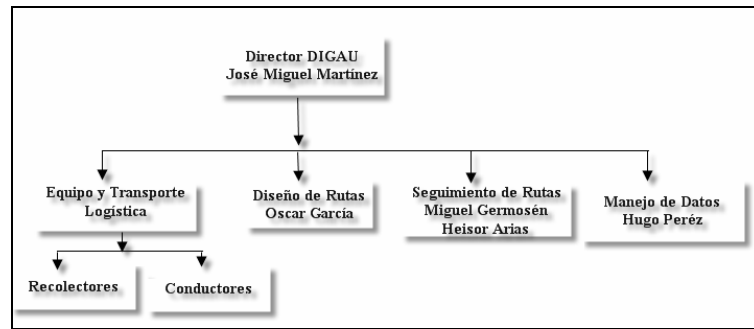 Director DIGAU
José Miguel Martínez
Equipo y Transporte
Logística
Diseño de Rutas
Oscar García
Seguimiento de Rutas
Miguel Germosén
Heisor Arias
Manejo de Datos
Hugo Peréz
Recolectores
Conductores